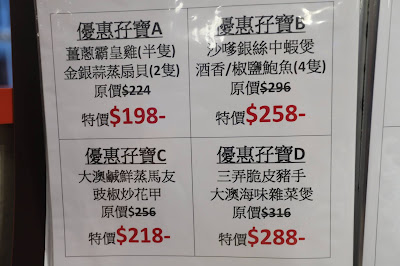 優惠孖寶A
薑蔥霸皇雞(半隻)
金銀蒜蒸扇貝(2隻)
原價$224
特價$198-
優惠孖寶B
沙嗲銀絲中蝦煲
酒香/椒鹽鮑魚(4隻)
原價$296
特價$258-
優惠孖寶C
大澳鹹鮮蒸馬友
豉椒炒花甲
原價$256
特價$218-
優惠孖寶D
三弄脆皮豬手
大澳海味雜菜煲
原價$316
特價$288-